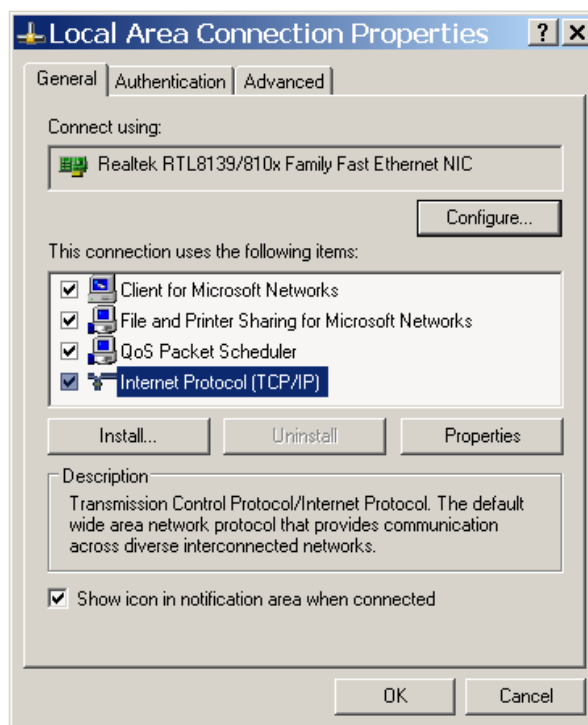 Local Area Connection Properties
General Authentication Advanced
Connect using:
Realtek RTL8139/810x Family Fast Ethernet NIC
Configure...
This connection uses the following items:
Client for Microsoft Networks
File and Printer Sharing for Microsoft Networks
QoS Packet Scheduler
Internet Protocol (TCP/IP)
Install... Uninstall Properties
Description
Transmission Control Protocol/Internet Protocol. The default
wide area network protocol that provides communication
across diverse interconnected networks.
Show icon in notification area when connected
OK Cancel